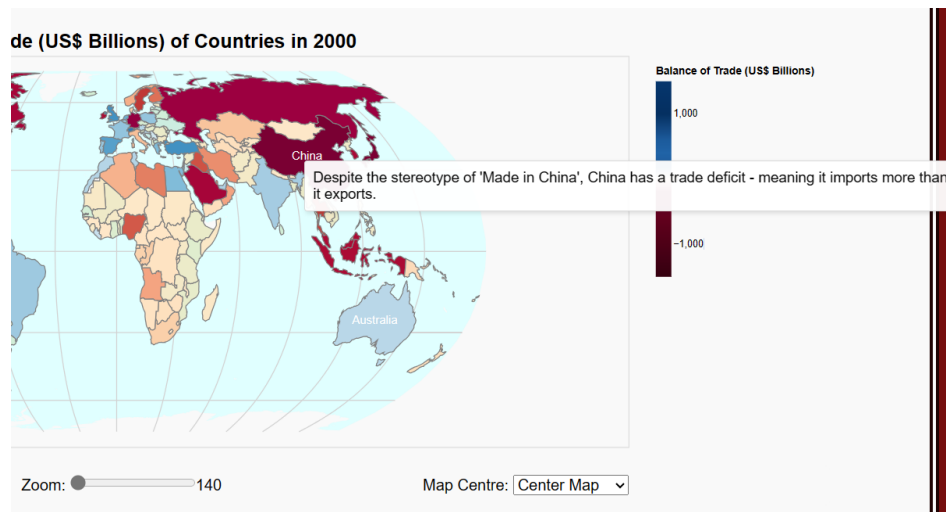 de (US$ Billions) of Countries in 2000
Balance of Trade (US$ Billions)
1,000
China
Despite the stereotype of 'Made in China', China has a trade deficit - meaning it imports more than
it exports.
−1,000
Australia
Zoom: 140
Map Centre: Center Map